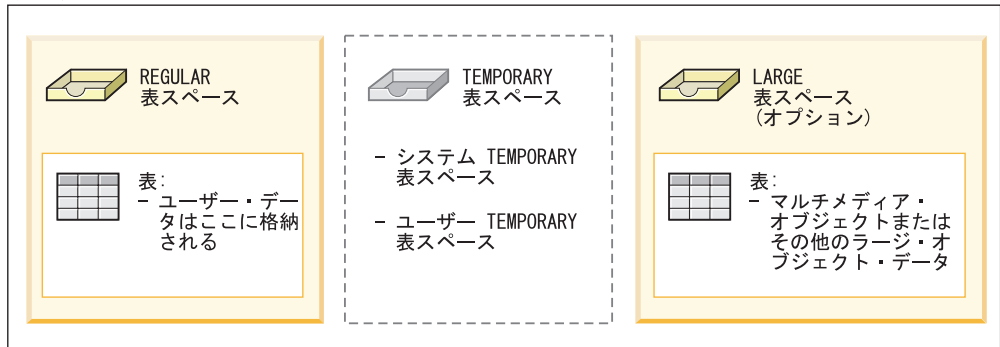 REGULAR
表スペース
表:
- ユーザー・デー
タはここに格納
される
TEMPORARY
表スペース
- システム TEMPORARY
表スペース
- ユーザー TEMPORARY
表スペース
LARGE
表スペース
(オプション)
表:
- マルチメディア・
オブジェクトまたは
その他のラージ・オ
ブジェクト・データ